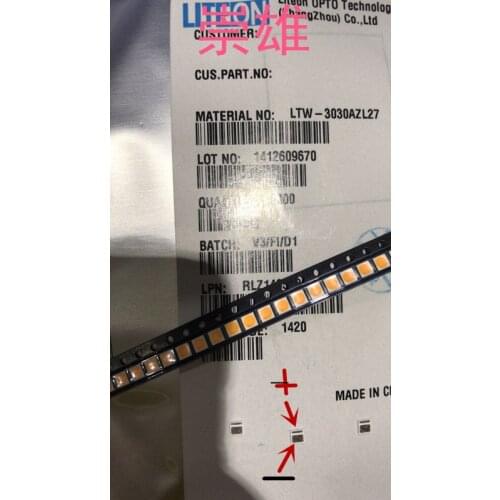 LITEON Liteon OPTO Technology
(ChangZhou) Co.,Ltd
崇雄
CUSTOMER:
CUS.PART.NO:
MATERIAL NO: LTW-3030AZL27
LOT NO: 1412609670
BATCH: V3/FI/D1
LPN:
1420
+
MADE IN
—